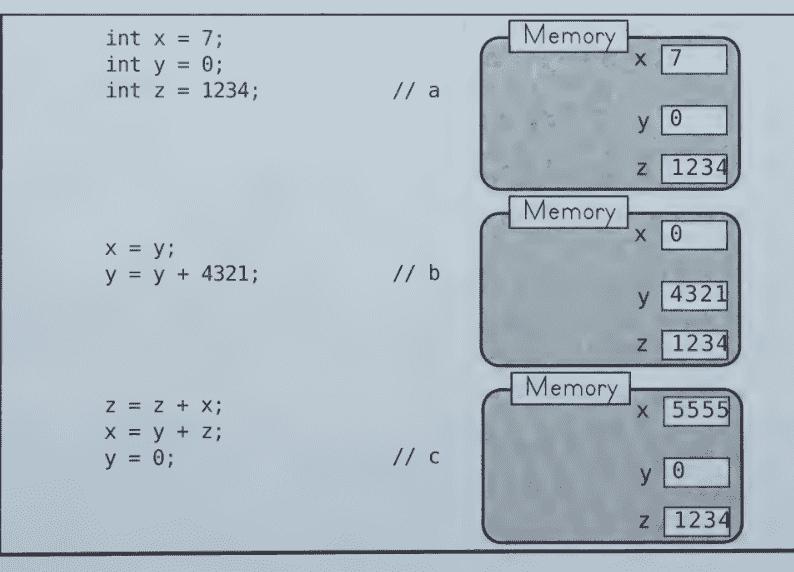 int x = 7;
int y = 0;
int z = 1234; // a
Memory
x 7
y 0
z 1234
x = y;
y = y + 4321; // b
Memory
x 0
y 4321
z 1234
z = z + x;
x = y + z;
y = 0; // c
Memory
x 5555
y 0
z 1234